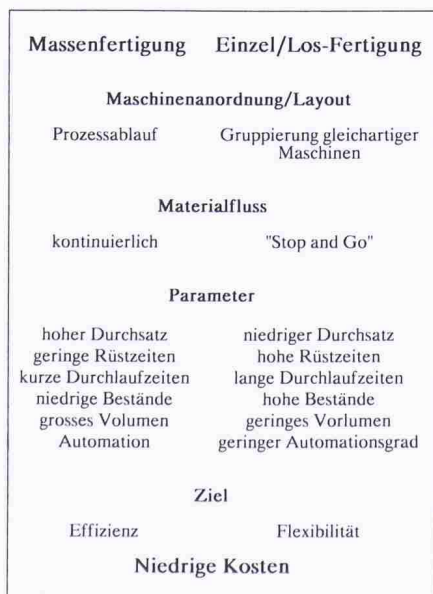 Massenfertigung Einzel/Los-Fertigung
Maschinenanordnung/Layout
Prozessablauf Gruppierung gleichartiger
Maschinen
Materialfluss
kontinuierlich "Stop and Go"
Parameter
hoher Durchsatz niedriger Durchsatz
geringe Rüstzeiten hohe Rüstzeiten
kurze Durchlaufzeiten lange Durchlaufzeiten
niedrige Bestände hohe Bestände
grosses Volumen geringes Vorlumen
Automation geringer Automationsgrad
Ziel
Effizienz Flexibilität
Niedrige Kosten